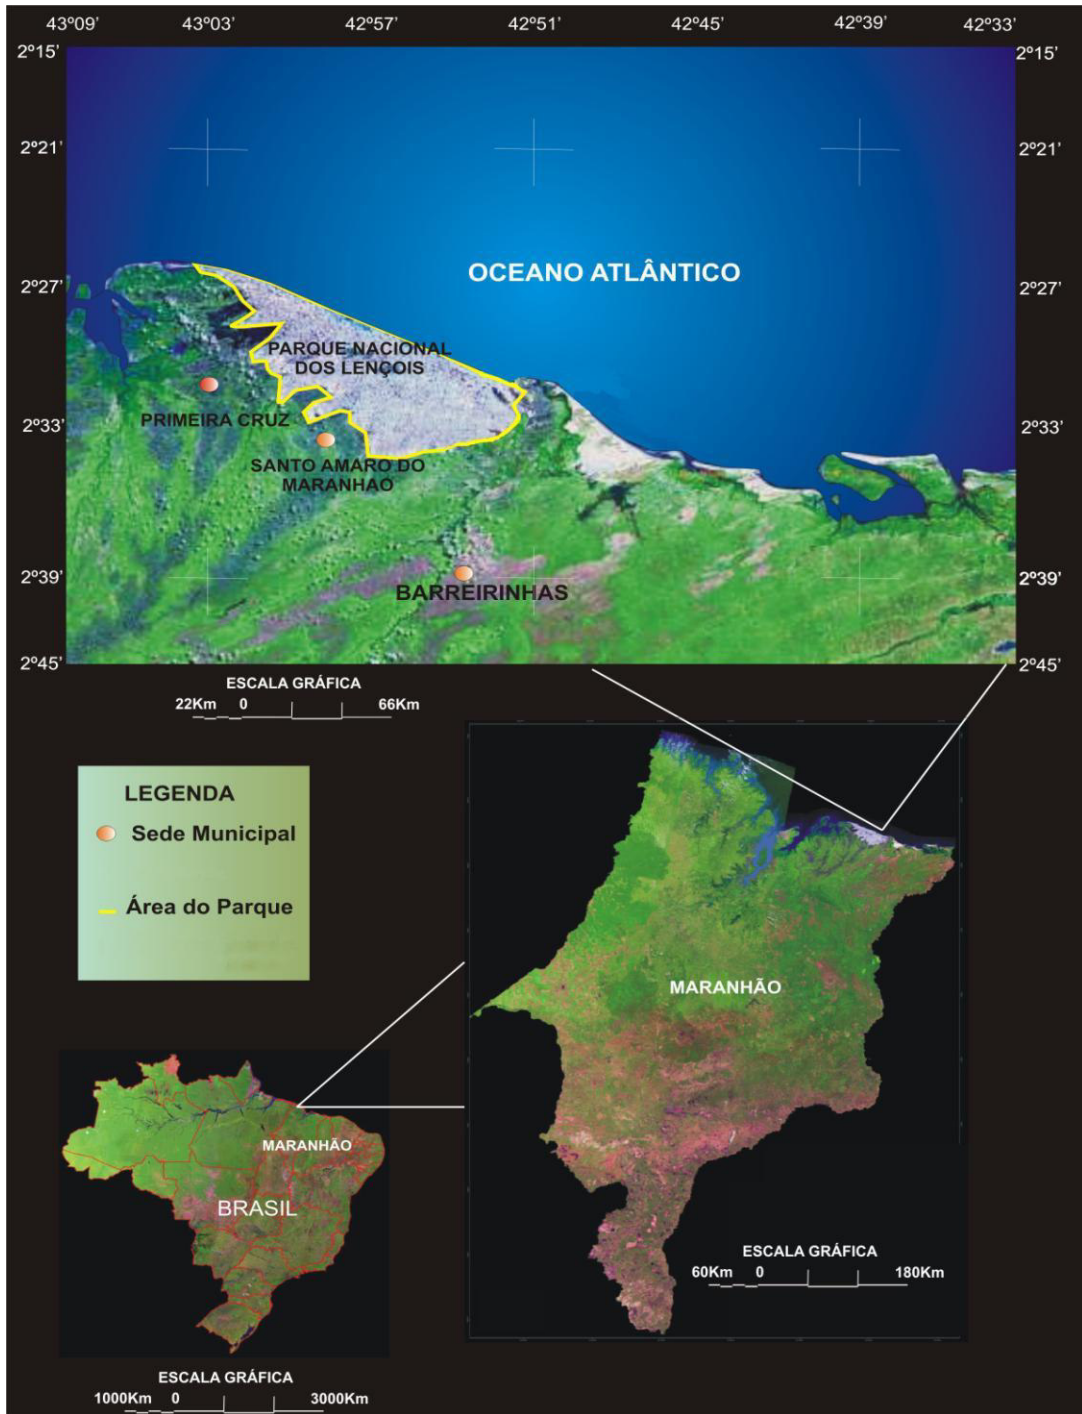 43º09’ 43º03’ 42º57’ 42º51’ 42º45’ 42º39’ 42º33’
2º15’ 2º15’
2º21’ 2º21’
OCEANO ATLÂNTICO
2º27’ 2º27’
PARQUE NACIONAL
DOS LENÇOIS
PRIMEIRA CRUZ
2º33’ 2º33’
SANTO AMARO DO
MARANHAO
2º39’ 2º39’
BARREIRINHAS
2º45’ 2º45’
ESCALA GRÁFICA
22Km 0 66Km
LEGENDA
Sede Municipal
Área do Parque
MARANHÃO
MARANHÃO
BRASIL
ESCALA GRÁFICA
60Km 0 180Km
ESCALA GRÁFICA
1000Km 0 3000Km